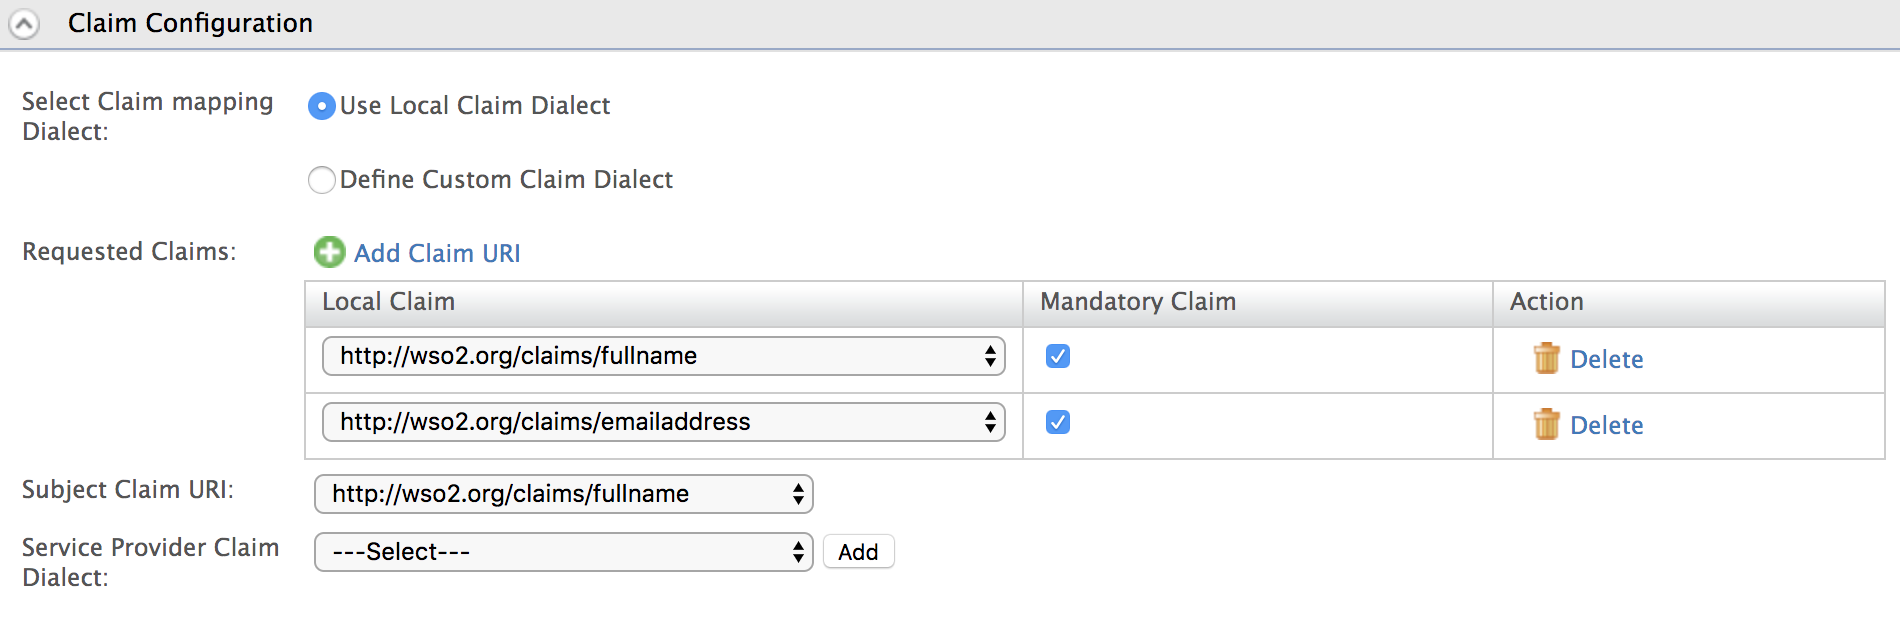 Claim Configuration
Select Claim mapping
Dialect:
Use Local Claim Dialect
Define Custom Claim Dialect
Requested Claims:
Add Claim URI
Local Claim Mandatory Claim Action
http://wso2.org/claims/fullname Delete
http://wso2.org/claims/emailaddress Delete
Subject Claim URI:
http://wso2.org/claims/fullname
Service Provider Claim
Dialect:
---Select--- Add